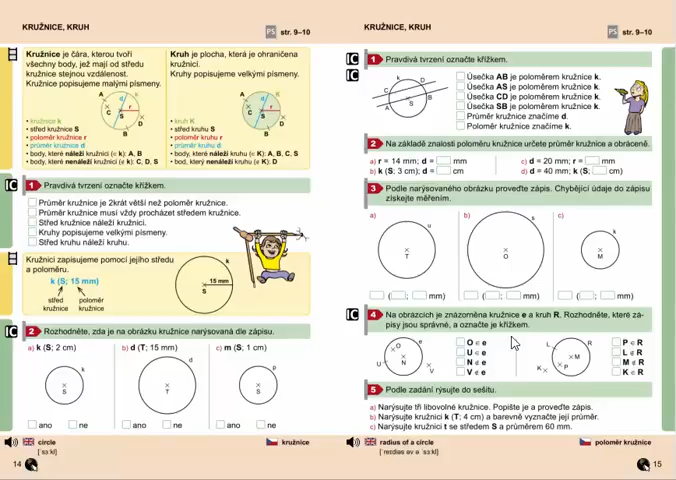 KRUŽNICE, KRUH
PS str. 9–10
Kružnice je čára, kterou tvoří
všechny body, jež mají od středu
kružnice stejnou vzdálenost.
Kružnice popisujeme malými písmeny.
A
k
d
r
C
S
D
B
• kružnice k
• střed kružnice S
• poloměr kružnice r
• průměr kružnice d
• body, které náleží kružnici (∈ k): A, B
• body, které nenáleží kružnici (∉ k): C, D, S
Kruh je plocha, která je ohraničena
kružnicí.
Kruhy popisujeme velkými písmeny.
A
K
d
r
C
S
D
B
• kruh K
• střed kruhu S
• poloměr kruhu r
• průměr kruhu d
• body, které náleží kruhu (∈ K): A, B, C, S
• bod, který nenáleží kruhu (∉ K): D
1 Pravdivá tvrzení označte křížkem.
Průměr kružnice je 2krát větší než poloměr kružnice.
Průměr kružnice musí vždy procházet středem kružnice.
Střed kružnice náleží kružnici.
Kruhy popisujeme velkými písmeny.
Střed kruhu náleží kruhu.
Kružnici zapisujeme pomocí jejího středu
a poloměru.
k (S; 15 mm)
střed
kružnice
poloměr
kružnice
k
15 mm
S
2 Rozhodněte, zda je na obrázku kružnice narýsovaná dle zápisu.
a) k (S; 2 cm)
b) d (T; 15 mm)
c) m (S; 1 cm)
k
S
d
T
p
S
ano ne
ano ne
ano ne
circle
[ˈsɜːkl]
kružnice
14
KRUŽNICE, KRUH
PS str. 9–10
1 Pravdivá tvrzení označte křížkem.
k
D
C
B
S
A
Úsečka AB je poloměrem kružnice k.
Úsečka AS je poloměrem kružnice k.
Úsečka CD je poloměrem kružnice k.
Úsečka SB je poloměrem kružnice k.
Průměr kružnice značíme d.
Poloměr kružnice značíme k.
2 Na základě znalosti poloměru kružnice určete průměr kružnice a obráceně.
a) r = 14 mm; d = mm
b) k (S; 3 cm); d = cm
c) d = 20 mm; r = mm
d) d = 40 mm; k (S; cm)
3 Podle narýsovaného obrázku proveďte zápis. Chybějící údaje do zápisu
získejte měřením.
a)
u
T
b)
s
O
c)
k
M
( ; mm)
( ; mm)
( ; mm)
4 Na obrázcích je znázorněna kružnice e a kruh R. Rozhodněte, které zá-
pisy jsou správné, a označte je křížkem.
O
e
U
N
V
O ∈ e
U ∈ e
N ∉ e
V ∉ e
L
R
M
K
P
P ∈ R
L ∉ R
M ∉ R
K ∈ R
5 Podle zadání rýsujte do sešitu.
a) Narýsujte tři libovolné kružnice. Popište je a proveďte zápis.
b) Narýsujte kružnici k (T; 4 cm) a barevně vyznačte její průměr.
c) Narýsujte kružnici t se středem S a průměrem 60 mm.
radius of a circle
[ˈreɪdiəs əv ə ˈsɜːkl]
poloměr kružnice
15